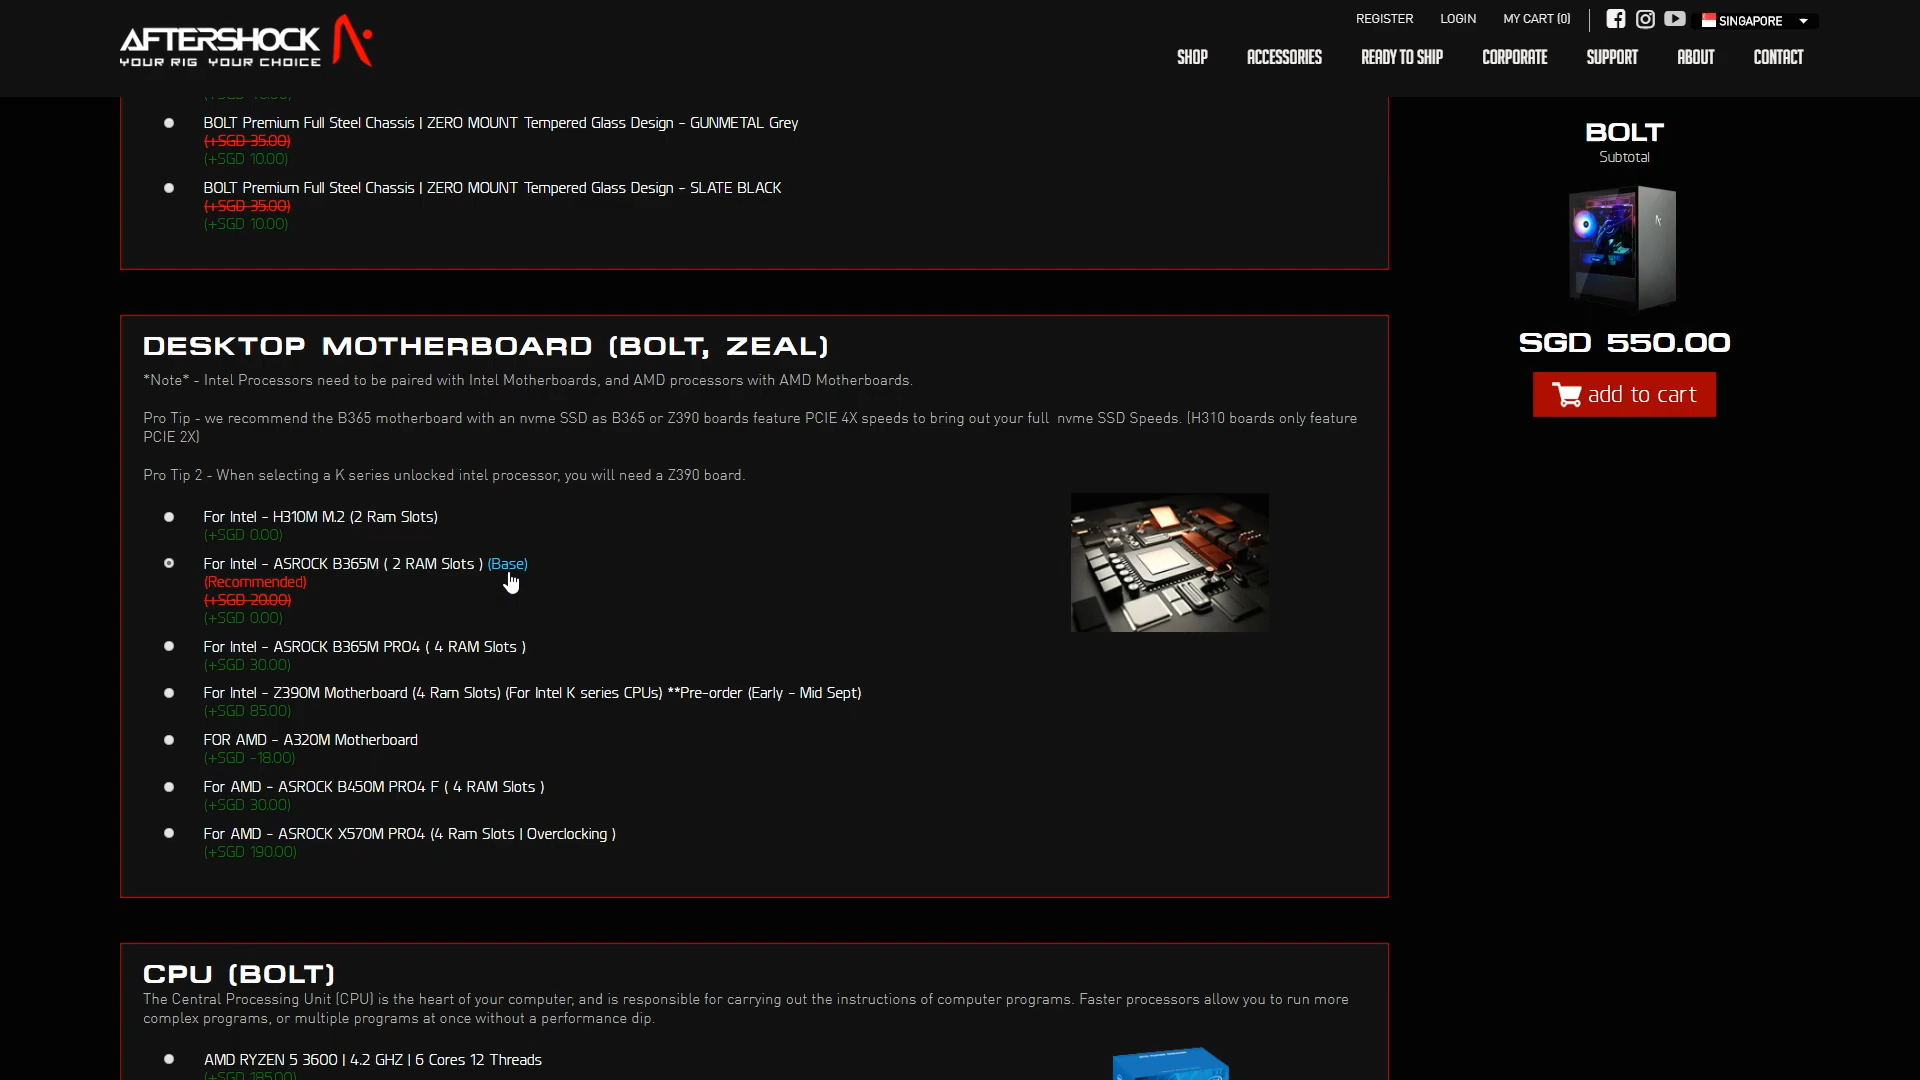 REGISTER LOGIN MY CART (0) SINGAPORE
AFTERSHOCK
YOUR RIG YOUR CHOICE
SHOP ACCESSORIES READY TO SHIP CORPORATE SUPPORT ABOUT CONTACT
BOLT Premium Full Steel Chassis | ZERO MOUNT Tempered Glass Design - GUNMETAL Grey
(+SGD 35.00)
(+SGD 10.00)
BOLT Premium Full Steel Chassis | ZERO MOUNT Tempered Glass Design - SLATE BLACK
(+SGD 35.00)
(+SGD 10.00)
BOLT
Subtotal
SGD 550.00
add to cart
DESKTOP MOTHERBOARD (BOLT, ZEAL)
*Note* - Intel Processors need to be paired with Intel Motherboards, and AMD processors with AMD Motherboards.
Pro Tip - we recommend the B365 motherboard with an nvme SSD as B365 or Z390 boards feature PCIE 4X speeds to bring out your full nvme SSD Speeds. (H310 boards only feature
PCIE 2X)
Pro Tip 2 - When selecting a K series unlocked intel processor, you will need a Z390 board.
For Intel - H310M M.2 (2 Ram Slots)
(+SGD 0.00)
For Intel - ASROCK B365M ( 2 RAM Slots ) (Base)
(Recommended)
(+SGD 20.00)
(+SGD 0.00)
For Intel - ASROCK B365M PRO4 ( 4 RAM Slots )
(+SGD 30.00)
For Intel - Z390M Motherboard (4 Ram Slots) (For Intel K series CPUs) **Pre-order (Early - Mid Sept)
(+SGD 85.00)
FOR AMD - A320M Motherboard
(+SGD -18.00)
For AMD - ASROCK B450M PRO4 F ( 4 RAM Slots )
(+SGD 30.00)
For AMD - ASROCK X570M PRO4 (4 Ram Slots | Overclocking )
(+SGD 190.00)
CPU (BOLT)
The Central Processing Unit (CPU) is the heart of your computer, and is responsible for carrying out the instructions of computer programs. Faster processors allow you to run more
complex programs, or multiple programs at once without a performance dip.
AMD RYZEN 5 3600 | 4.2 GHZ | 6 Cores 12 Threads
(+SGD 185.00)